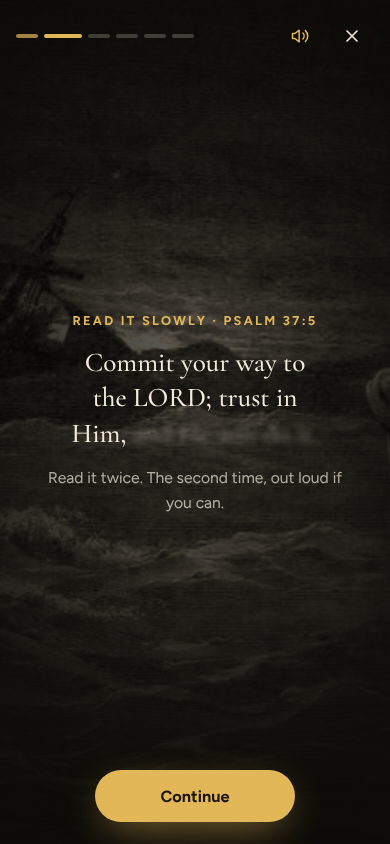 READ IT SLOWLY · PSALM 37:5
Commit your way to
the LORD; trust in
Him,
Read it twice. The second time, out loud if
you can.
Continue